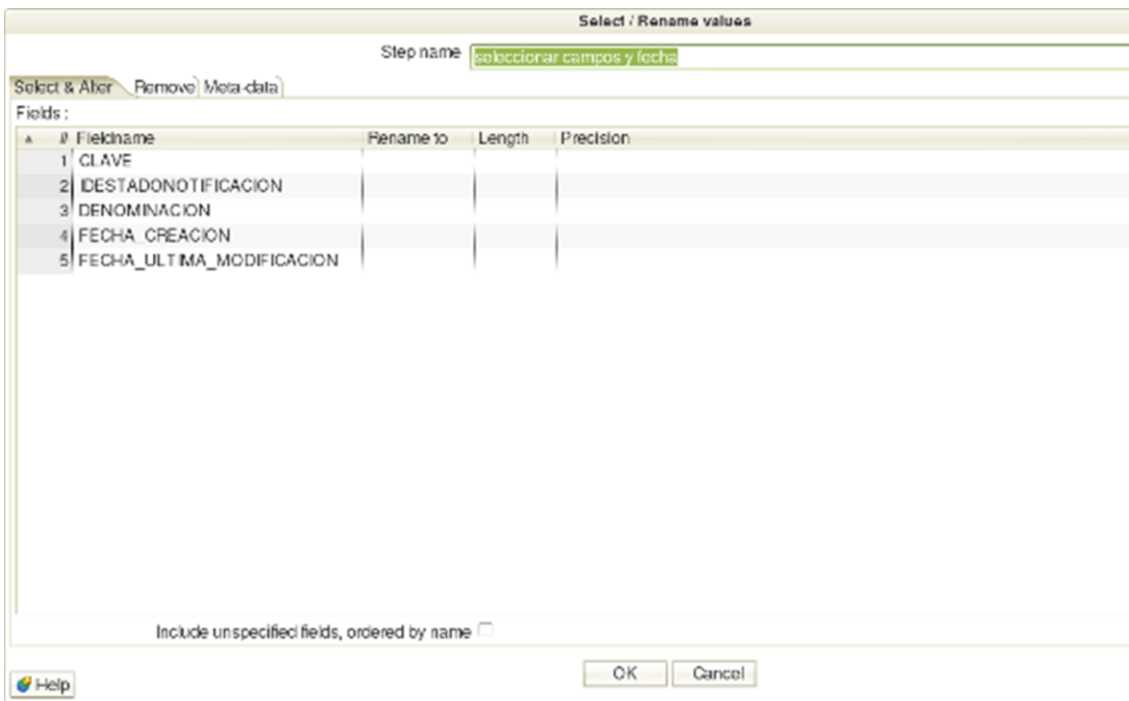 Select / Rename values
Step name seleccionar campos y fecha
Select & Alter Remove Meta-data
Fields :
# Fieldname Rename to Length Precision
1 CLAVE
2 IDESTADONOTIFICACION
3 DENOMINACION
4 FECHA_CREACION
5 FECHA_ULTIMA_MODIFICACION
Include unspecified fields, ordered by name
OK Cancel
Help